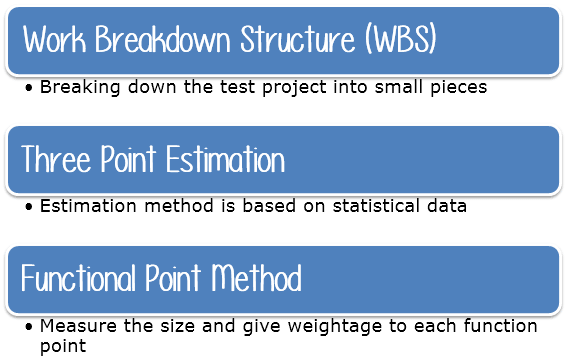 Work Breakdown Structure (WBS)
• Breaking down the test project into small pieces
Three Point Estimation
• Estimation method is based on statistical data
Functional Point Method
• Measure the size and give weightage to each function
point